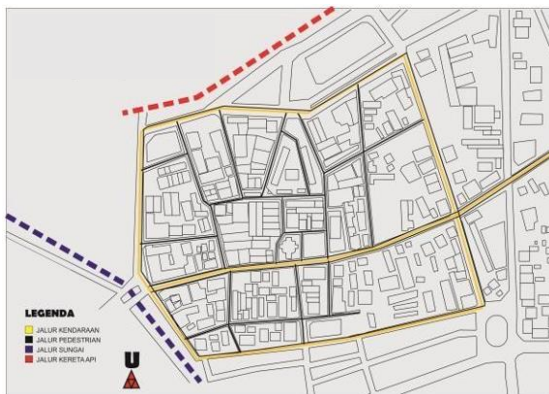 LEGENDA
JALUR KENDARAAN
JALUR PEDESTRIAN
JALUR SUNGAI
JALUR KERETA API
U